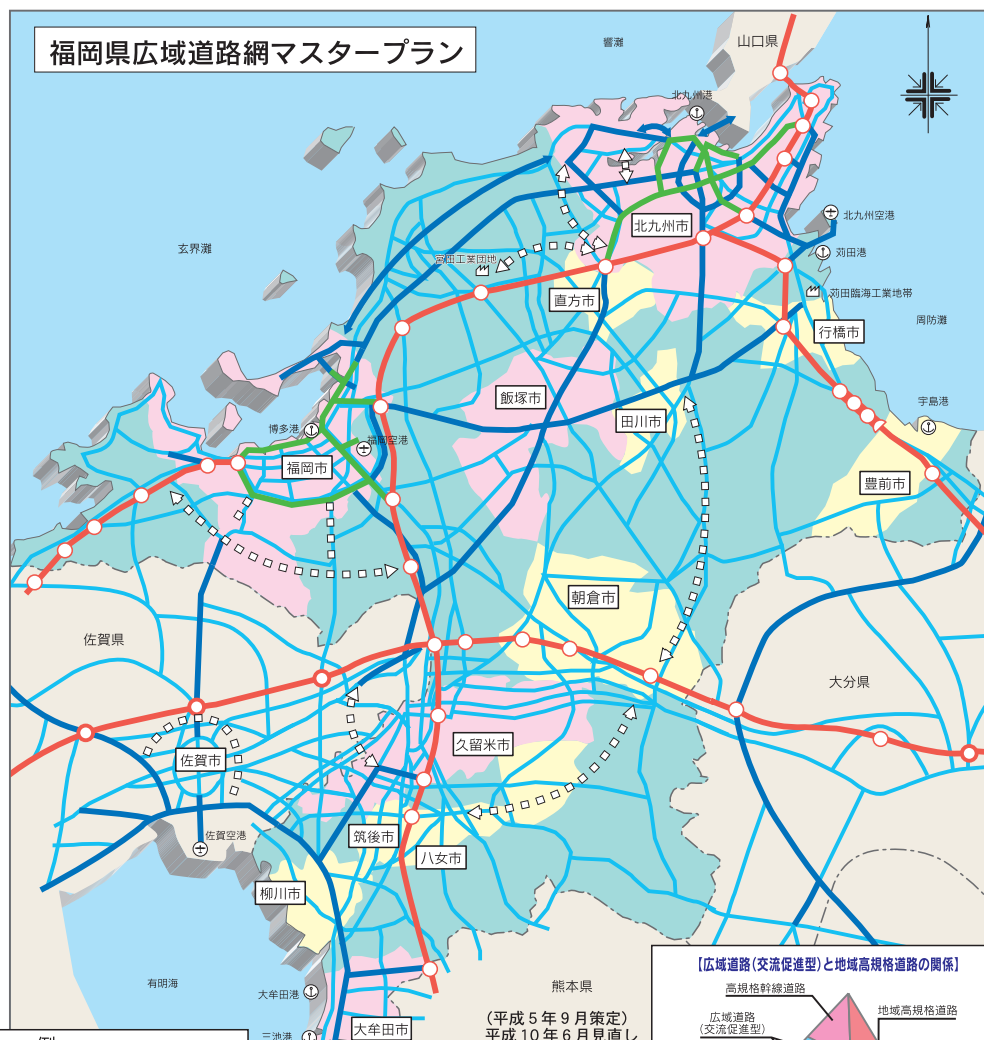 福岡県広域道路網マスタープラン
響灘
山口県
北九州港
北九州市
北九州空港
苅田港
玄界灘
宮田工業団地
苅田臨海工業地帯
直方市
周防灘
行橋市
飯塚市
田川市
宇島港
博多港
福岡空港
福岡市
豊前市
朝倉市
佐賀県
大分県
久留米市
佐賀市
佐賀空港
筑後市
八女市
柳川市
有明海
大牟田港
熊本県
三池港
大牟田市
(平成5年9月策定)
平成10年6月見直し
【広域道路(交流促進型)と地域高規格道路の関係】
高規格幹線道路
地域高規格道路
広域道路
(交流促進型)